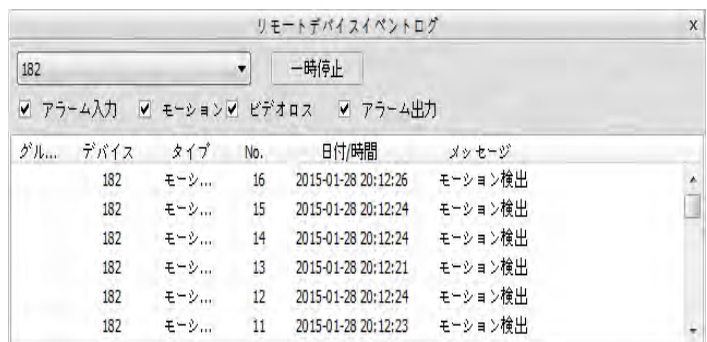 リモートデバイスイベントログ x
182 一時停止
アラーム入力 モーション ビデオロス アラーム出力
グル... デバイス タイプ No. 日付/時間 メッセージ
182 モーシ... 16 2015-01-28 20:12:26 モーション検出
182 モーシ... 15 2015-01-28 20:12:24 モーション検出
182 モーシ... 14 2015-01-28 20:12:24 モーション検出
182 モーシ... 13 2015-01-28 20:12:21 モーション検出
182 モーシ... 12 2015-01-28 20:12:24 モーション検出
182 モーシ... 11 2015-01-28 20:12:23 モーション検出